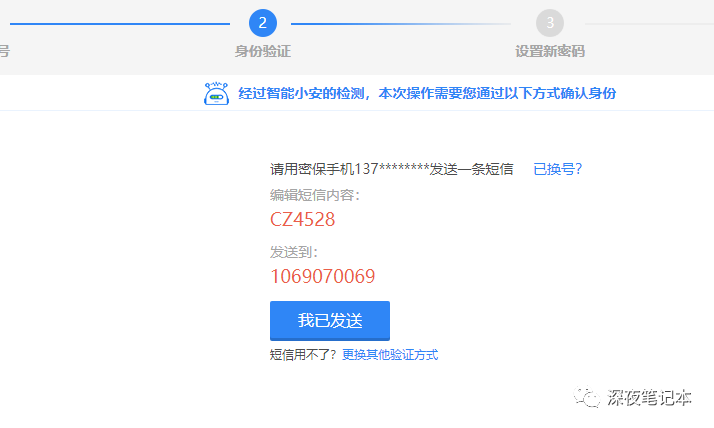 号
2
身份验证
3
设置新密码
经过智能小安的检测，本次操作需要您通过以下方式确认身份
请用密保手机137********发送一条短信 已换号？
编辑短信内容：
CZ4528
发送到：
1069070069
我已发送
短信用不了？更换其他验证方式
深夜笔记本